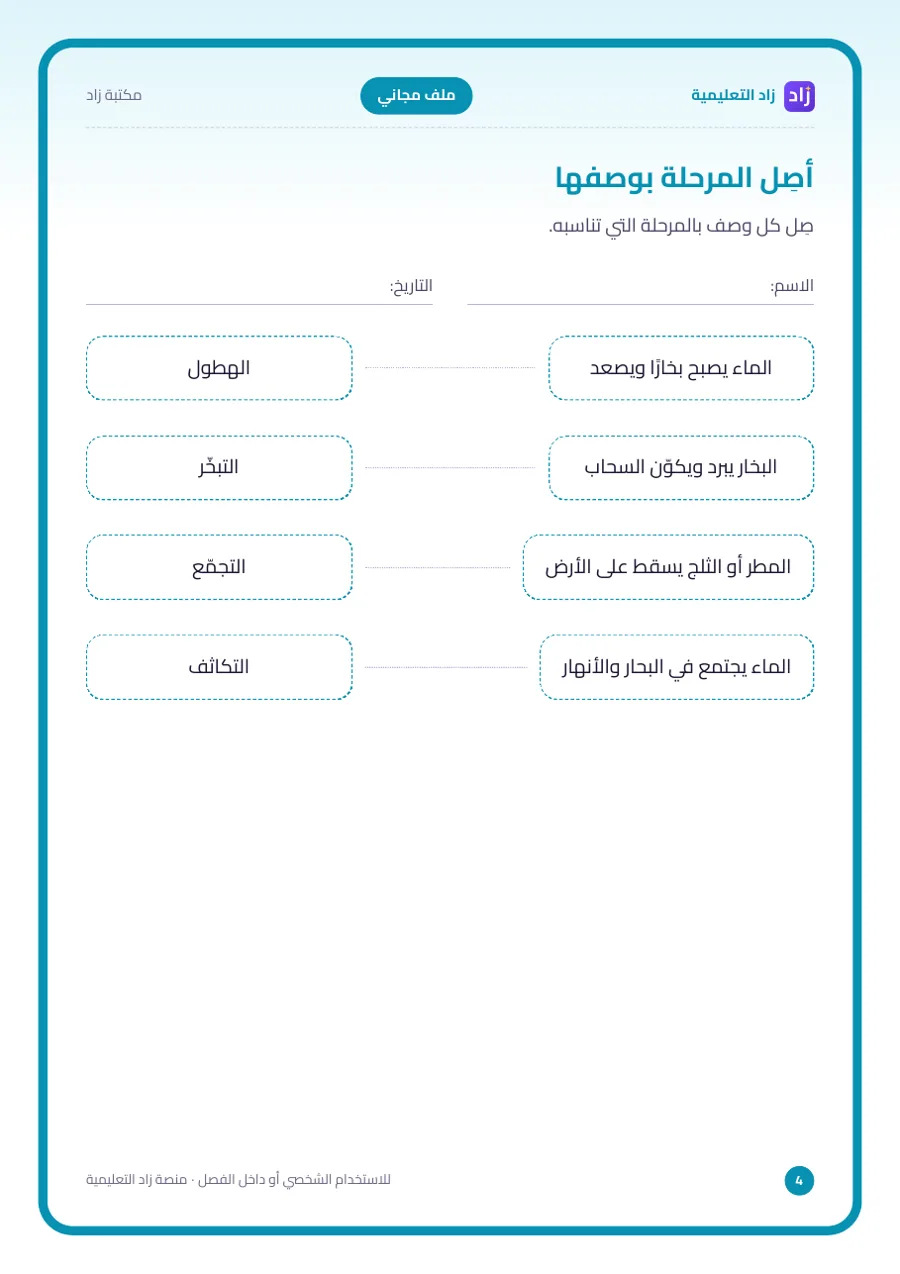 زاد زاد التعليمية ملف مجاني مكتبة زاد
أصِل المرحلة بوصفها
صِل كل وصف بالمرحلة التي تناسبه.
الاسم: التاريخ:
الماء يصبح بخارًا ويصعد الهطول
البخار يبرد ويكوّن السحاب التبخّر
المطر أو الثلج يسقط على الأرض التجمّع
الماء يجتمع في البحار والأنهار التكاثف
4 للاستخدام الشخصي أو داخل الفصل · منصة زاد التعليمية